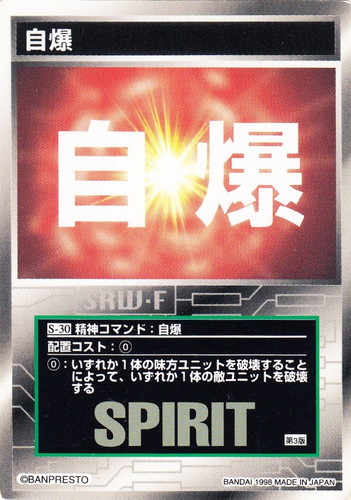 自爆
自爆
SRW·F
S-30 精神コマンド：自爆
配置コスト：⓪
⓪：いずれか1体の味方ユニットを破壊すること
によって、いずれか1体の敵ユニットを破壊
する
SPIRIT
第3版
©BANPRESTO
BANDAI 1998 MADE IN JAPAN